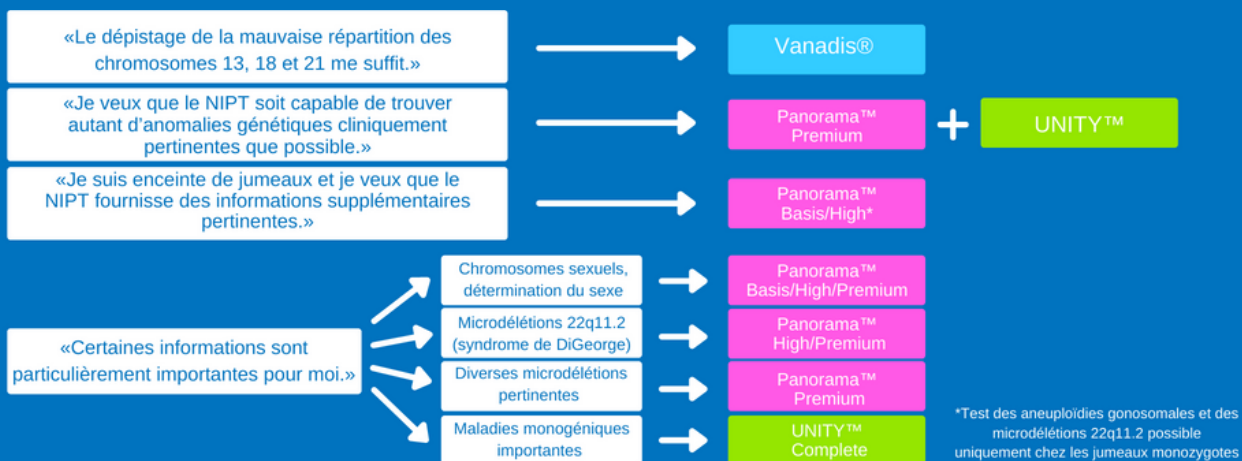 «Le dépistage de la mauvaise répartition des
chromosomes 13, 18 et 21 me suffit.»
Vanadis®
«Je veux que le NIPT soit capable de trouver
autant d'anomalies génétiques cliniquement
pertinentes que possible.»
Panorama™
Premium
+
UNITY™
«Je suis enceinte de jumeaux et je veux que le
NIPT fournisse des informations supplémentaires
pertinentes.»
Panorama™
Basis/High*
«Certaines informations sont
particulièrement importantes pour moi.»
Chromosomes sexuels,
détermination du sexe
Panorama™
Basis/High/Premium
Microdélétions 22q11.2
(syndrome de DiGeorge)
Panorama™
High/Premium
Diverses microdélétions
pertinentes
Panorama™
Premium
Maladies monogéniques
importantes
UNITY™
Complete
*Test des aneuploïdies gonosomales et des
microdélétions 22q11.2 possible
uniquement chez les jumeaux monozygotes